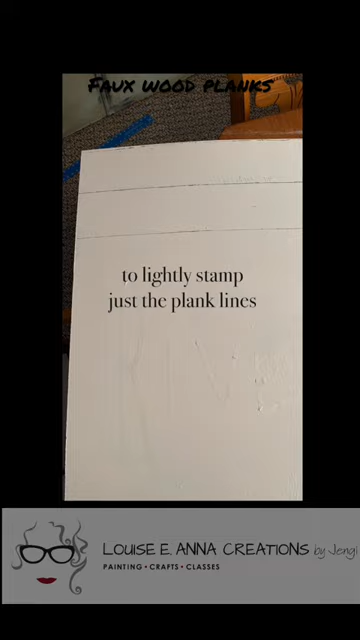 FAUX WOOD PLANKS
to lightly stamp
just the plank lines
LOUISE E. ANNA CREATIONS by Jengi
PAINTING • CRAFTS • CLASSES